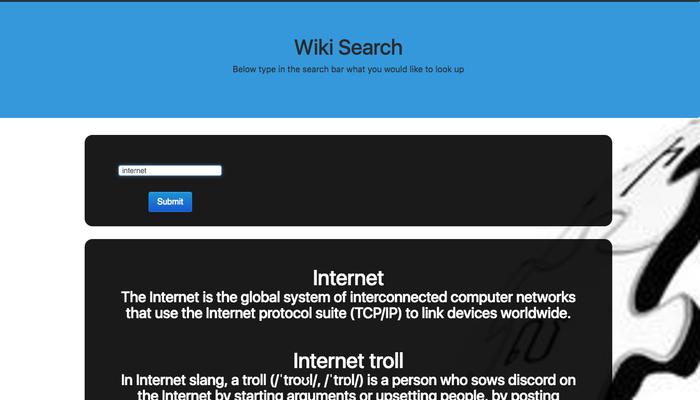 Wiki Search
Below type in the search bar what you would like to look up
internet
Submit
Internet
The Internet is the global system of interconnected computer networks
that use the Internet protocol suite (TCP/IP) to link devices worldwide.
Internet troll
In Internet slang, a troll (/ˈtroʊl/, /ˈtrɒl/) is a person who sows discord on
the Internet by starting arguments or upsetting people, by posting